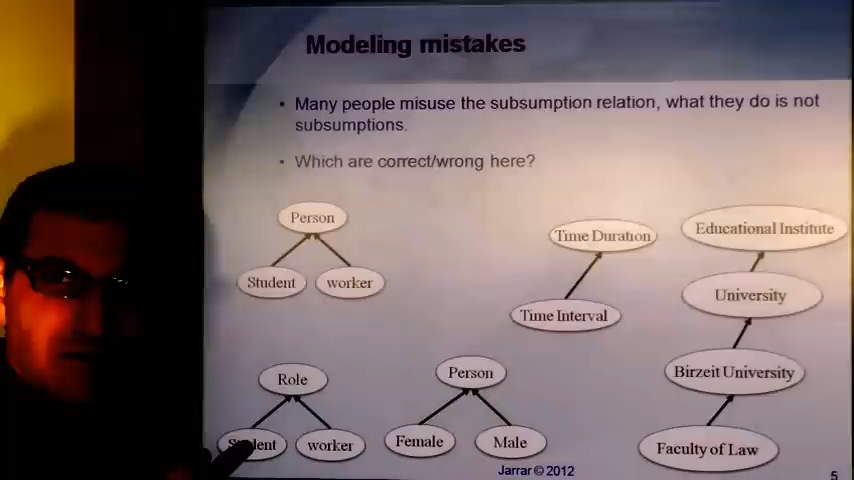 Modeling mistakes
• Many people misuse the subsumption relation, what they do is not
subsumptions.
• Which are correct/wrong here?
Person
Student
worker
Time Duration
Time Interval
Educational Institute
University
Birzeit University
Faculty of Law
Role
Student
worker
Person
Female
Male
Jarrar © 2012
5